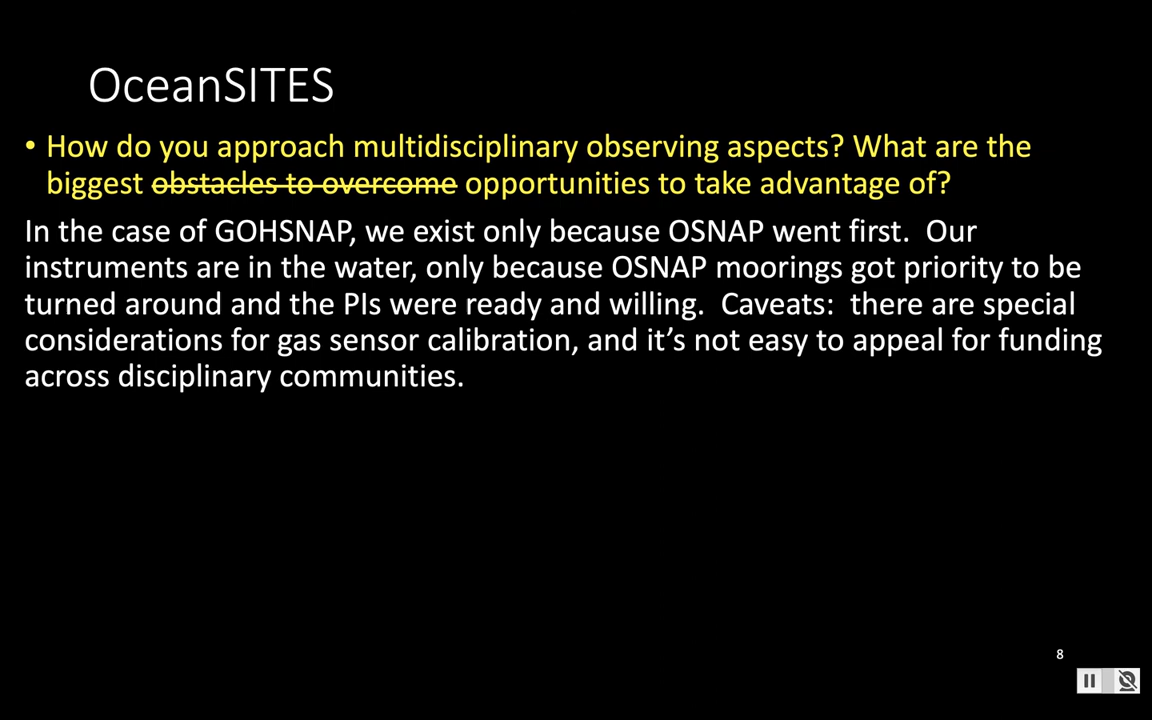 OceanSITES
• How do you approach multidisciplinary observing aspects? What are the
biggest obstacles to overcome opportunities to take advantage of?
In the case of GOHSNAP, we exist only because OSNAP went first.  Our
instruments are in the water, only because OSNAP moorings got priority to be
turned around and the PIs were ready and willing.  Caveats:  there are special
considerations for gas sensor calibration, and it’s not easy to appeal for funding
across disciplinary communities.
8